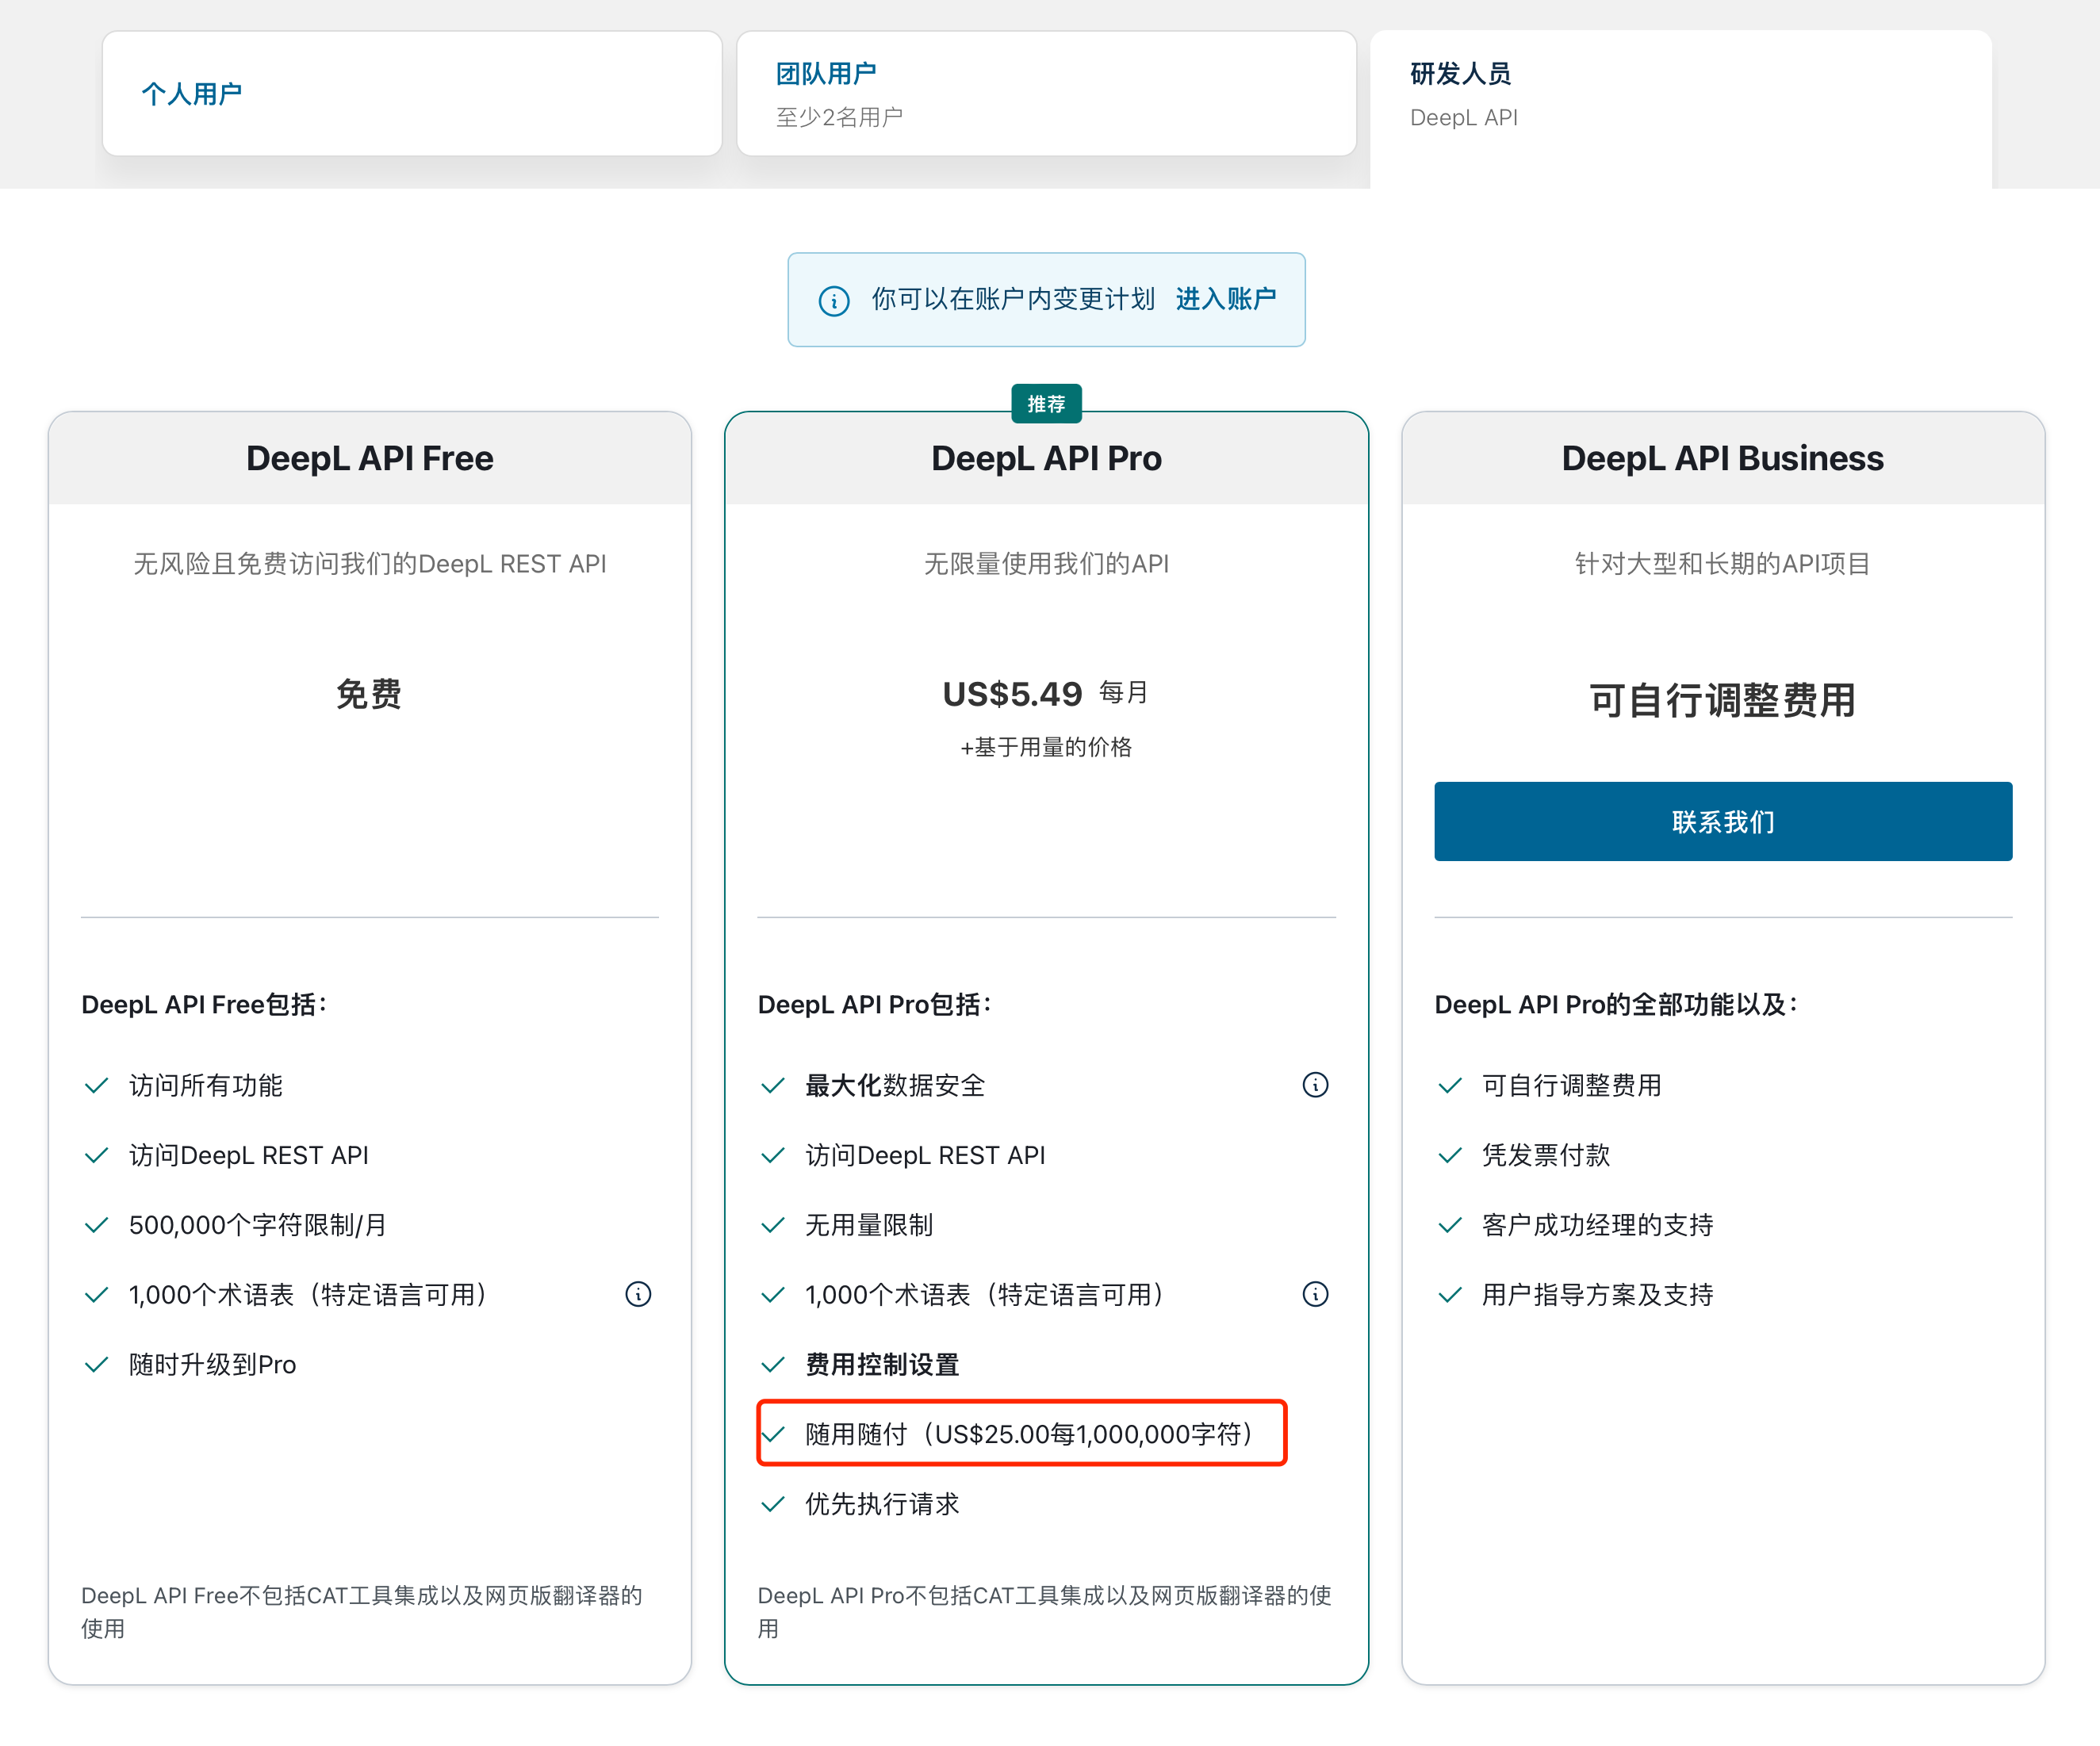 个人用户
团队用户
至少2名用户
研发人员
DeepL API
你可以在账户内变更计划 进入账户
DeepL API Free
无风险且免费访问我们的DeepL REST API
免费
DeepL API Free包括：
访问所有功能
访问DeepL REST API
500,000个字符限制/月
1,000个术语表（特定语言可用）
随时升级到Pro
DeepL API Free不包括CAT工具集成以及网页版翻译器的
使用
推荐
DeepL API Pro
无限量使用我们的API
US$5.49 每月
+基于用量的价格
DeepL API Pro包括：
最大化数据安全
访问DeepL REST API
无用量限制
1,000个术语表（特定语言可用）
费用控制设置
随用随付（US$25.00每1,000,000字符）
优先执行请求
DeepL API Pro不包括CAT工具集成以及网页版翻译器的使
用
DeepL API Business
针对大型和长期的API项目
可自行调整费用
联系我们
DeepL API Pro的全部功能以及：
可自行调整费用
凭发票付款
客户成功经理的支持
用户指导方案及支持